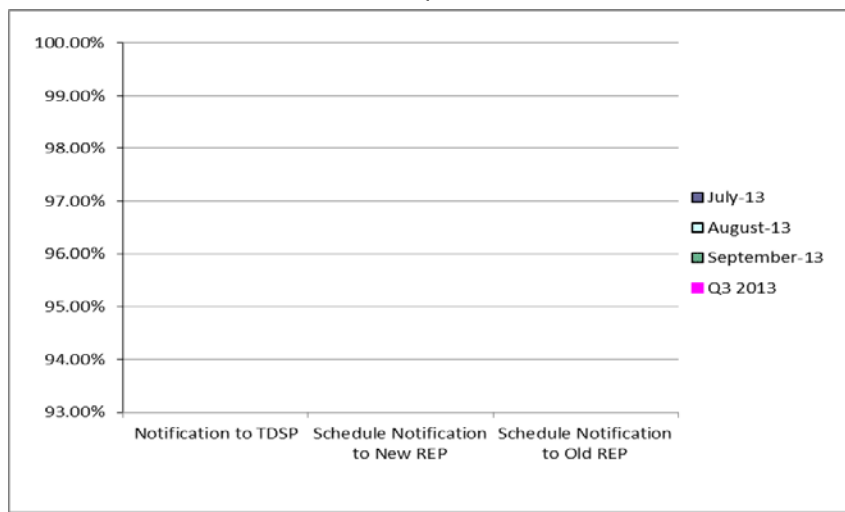 100.00%
99.00%
98.00%
97.00%
96.00%
95.00%
94.00%
93.00%
Notification to TDSP
Schedule Notification
to New REP
Schedule Notification
to Old REP
July-13
August-13
September-13
Q3 2013